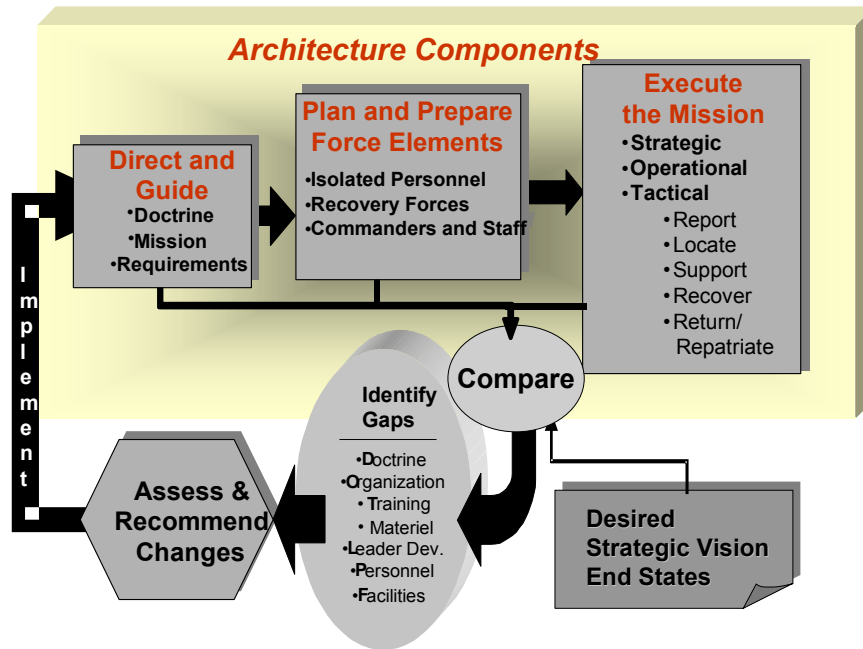 Architecture Components
Direct and
Guide
•Doctrine
•Mission
•Requirements
Plan and Prepare
Force Elements
•Isolated Personnel
•Recovery Forces
•Commanders and Staff
Execute
the Mission
•Strategic
•Operational
•Tactical
•Report
•Locate
•Support
•Recover
•Return/
Repatriate
Compare
Identify
Gaps
•Doctrine
•Organization
•Training
•Materiel
•Leader Dev.
•Personnel
•Facilities
Assess &
Recommend
Changes
Implement
Desired
Strategic Vision
End States